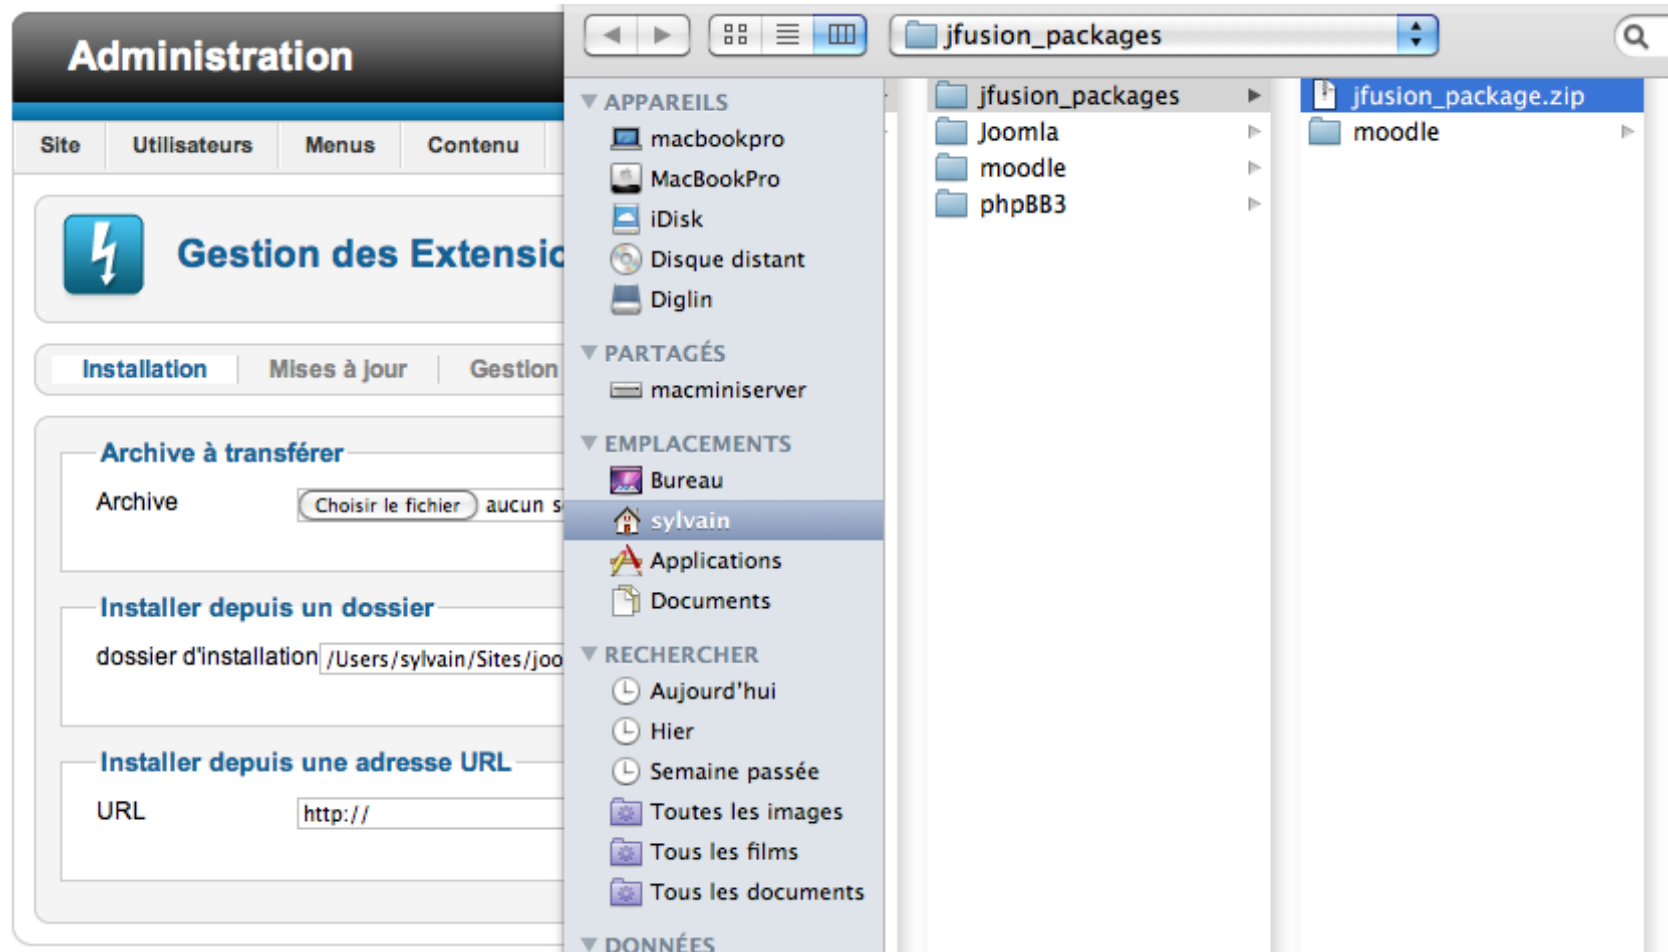 Administration
Site Utilisateurs Menus Contenu
Gestion des Extensio
Installation Mises à jour Gestion
Archive à transférer
Archive Choisir le fichier aucun s
Installer depuis un dossier
dossier d'installation /Users/sylvain/Sites/joo
Installer depuis une adresse URL
URL http://
jfusion_packages
APPAREILS
macbookpro
MacBookPro
iDisk
Disque distant
Diglin
PARTAGÉS
macminiserver
EMPLACEMENTS
Bureau
sylvain
Applications
Documents
RECHERCHER
Aujourd'hui
Hier
Semaine passée
Toutes les images
Tous les films
Tous les documents
DONNÉES
jfusion_packages
Joomla
moodle
phpBB3
jfusion_package.zip
moodle